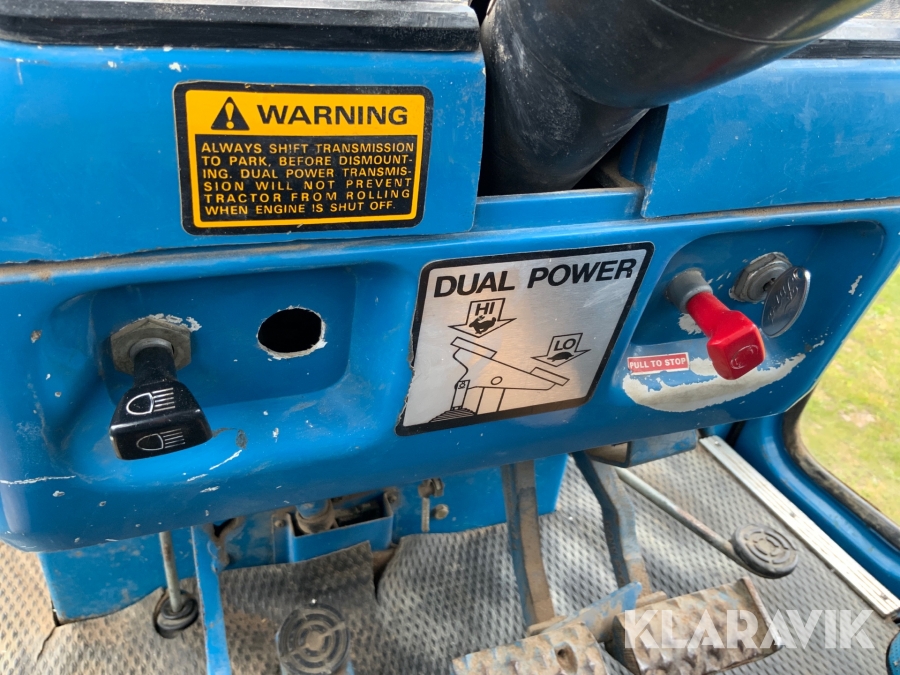 WARNING
ALWAYS SHIFT TRANSMISSION
TO PARK, BEFORE DISMOUNT-
ING. DUAL POWER TRANSMIS-
SION WILL NOT PREVENT
TRACTOR FROM ROLLING
WHEN ENGINE IS SHUT OFF.
DUAL POWER
HI
LO
PULL TO STOP
KLARAVIK